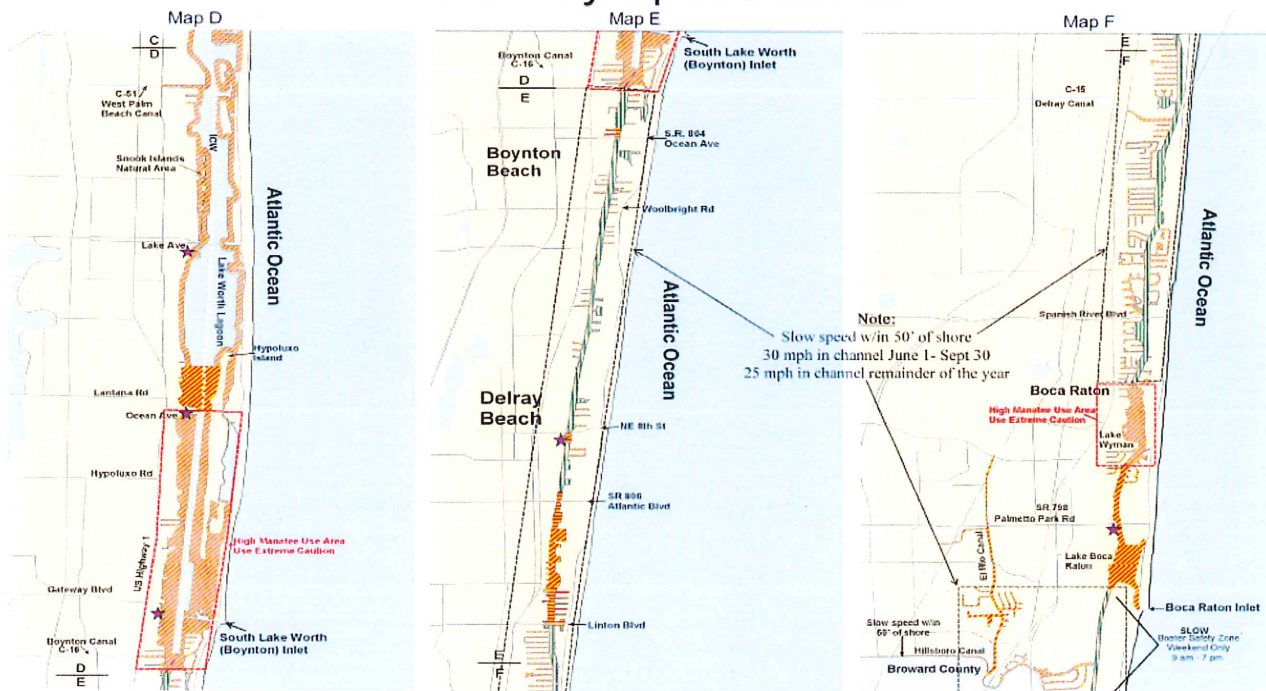 Map D
C
D
C-51
West Palm
Beach Canal
ICW
Snook Islands
Natural Area
Lake Ave
Lake Worth Lagoon
Atlantic Ocean
Hypoluxo
Island
Lantana Rd
Ocean Ave
Hypoluxo Rd
US Highway 1
High Manatee Use Area
Use Extreme Caution
Gateway Blvd
Boynton Canal
C-16
South Lake Worth
(Boynton) Inlet
D
E
Map E
Boynton Canal
C-16
D
E
South Lake Worth
(Boynton) Inlet
S.R. 804
Ocean Ave
Boynton
Beach
Woolbright Rd
Atlantic Ocean
Delray
Beach
NE 8th St
SR 806
Atlantic Blvd
Linton Blvd
E
F
Note:
Slow speed w/in 50' of shore
30 mph in channel June 1- Sept 30
25 mph in channel remainder of the year
Map F
E
F
C-15
Delray Canal
Atlantic Ocean
Spanish River Blvd
Boca Raton
High Manatee Use Area
Use Extreme Caution
Lake
Wyman
SR 798
Palmetto Park Rd
El Rio Canal
Lake Boca
Raton
Boca Raton Inlet
Slow speed w/in
50' of shore
Hillsboro Canal
Broward County
SLOW
Boater Safety Zone
Weekend Only
9 am - 7 pm